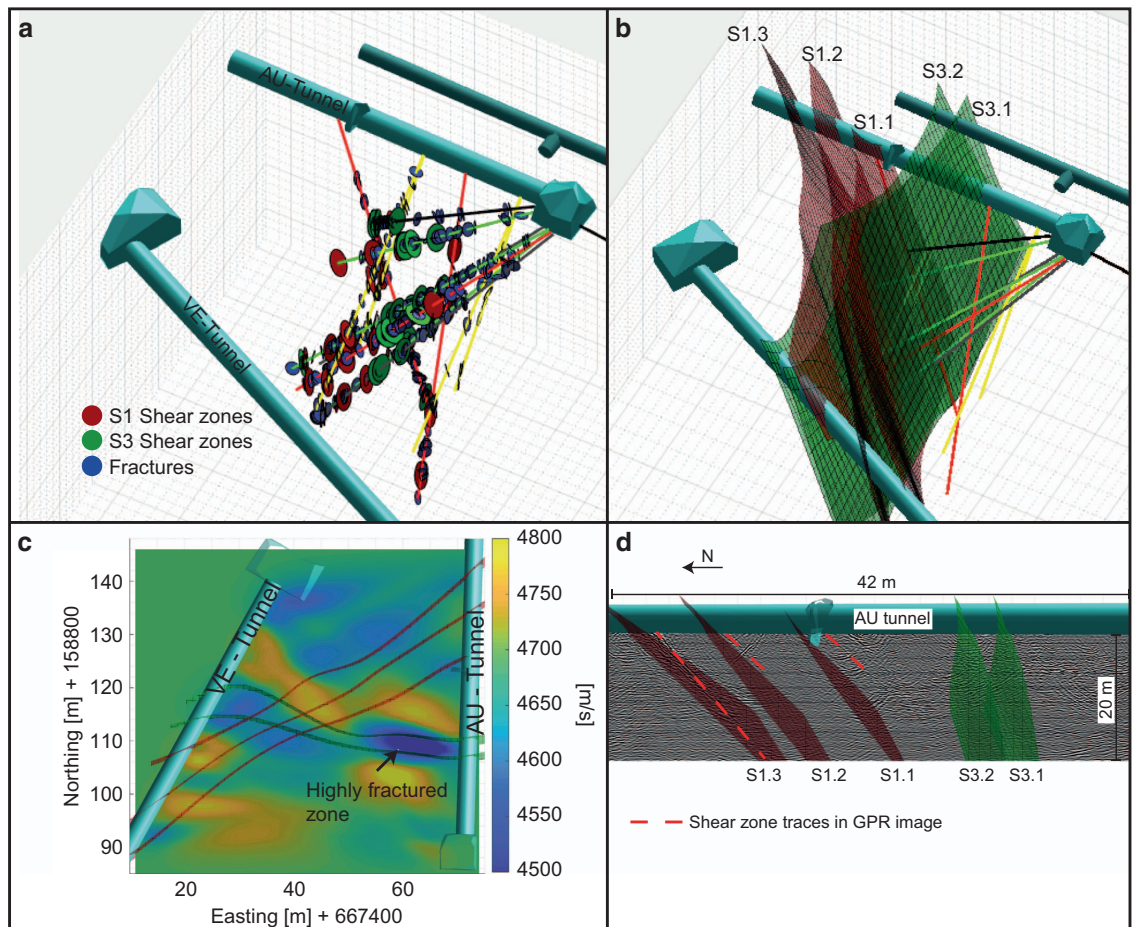 a
AU-Tunnel
VE-Tunnel
S1 Shear zones
S3 Shear zones
Fractures
b
S1.3
S1.2
S3.2
S3.1
S1.1
c
4800
4750
4700
4650
4600
4550
4500
[m/s]
140
130
120
110
100
90
Northing [m] + 158800
VE - Tunnel
AU - Tunnel
Highly fractured
zone
20
40
60
Easting [m] + 667400
d
N
42 m
AU tunnel
20 m
S1.3
S1.2
S1.1
S3.2
S3.1
Shear zone traces in GPR image